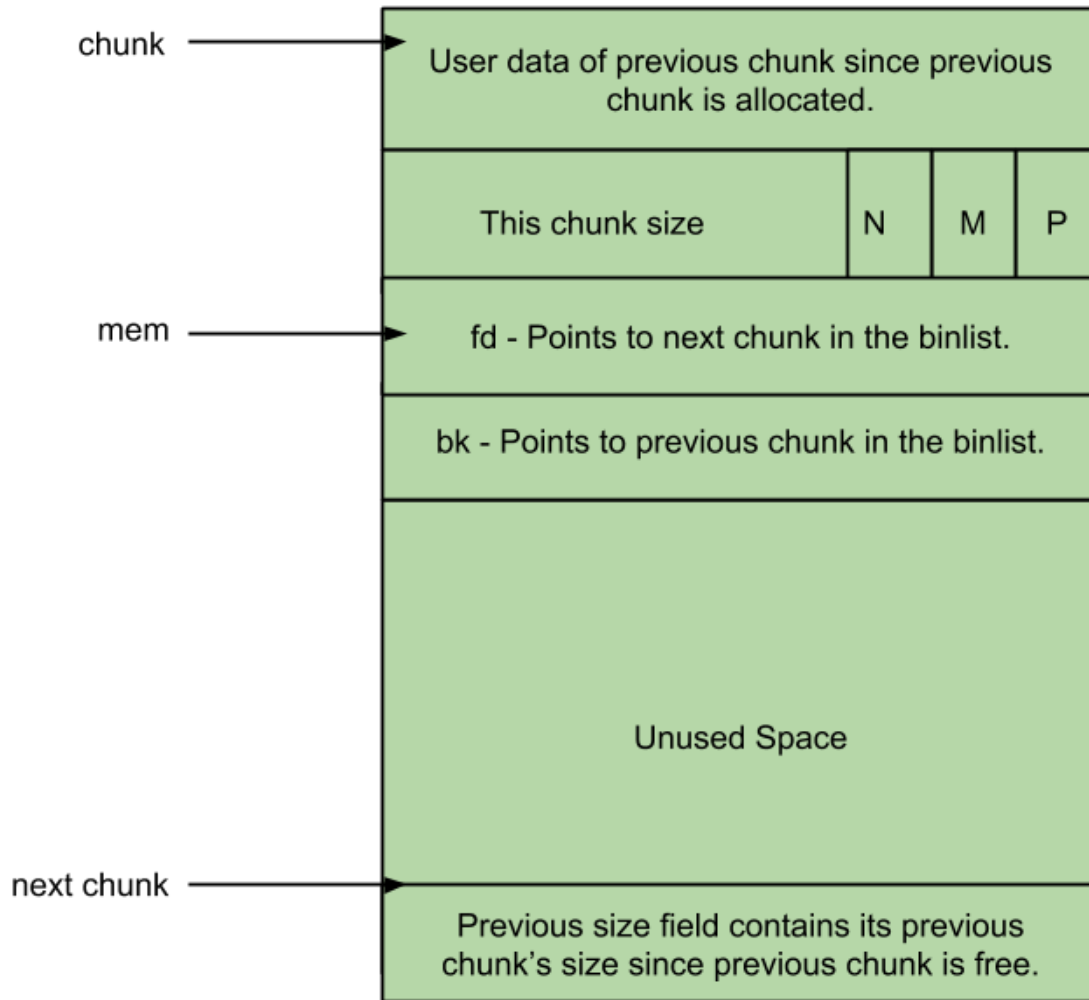 chunk
User data of previous chunk since previous
chunk is allocated.
This chunk size
N
M
P
mem
fd - Points to next chunk in the binlist.
bk - Points to previous chunk in the binlist.
Unused Space
next chunk
Previous size field contains its previous
chunk's size since previous chunk is free.